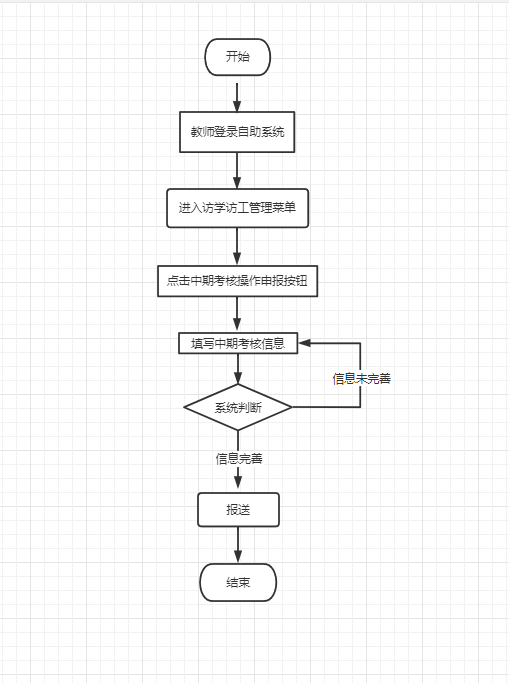 开始
教师登录自助系统
进入访学访工管理菜单
点击中期考核操作申报按钮
填写中期考核信息
信息未完善
系统判断
信息完善
报送
结束